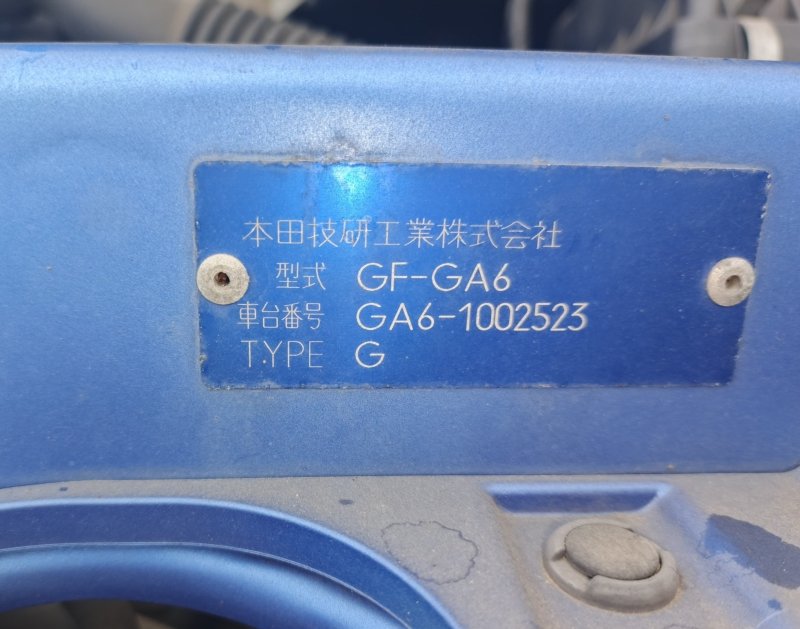 本田技研工業株式会社
型式 GF-GA6
車台番号 GA6-1002523
T.YPE G